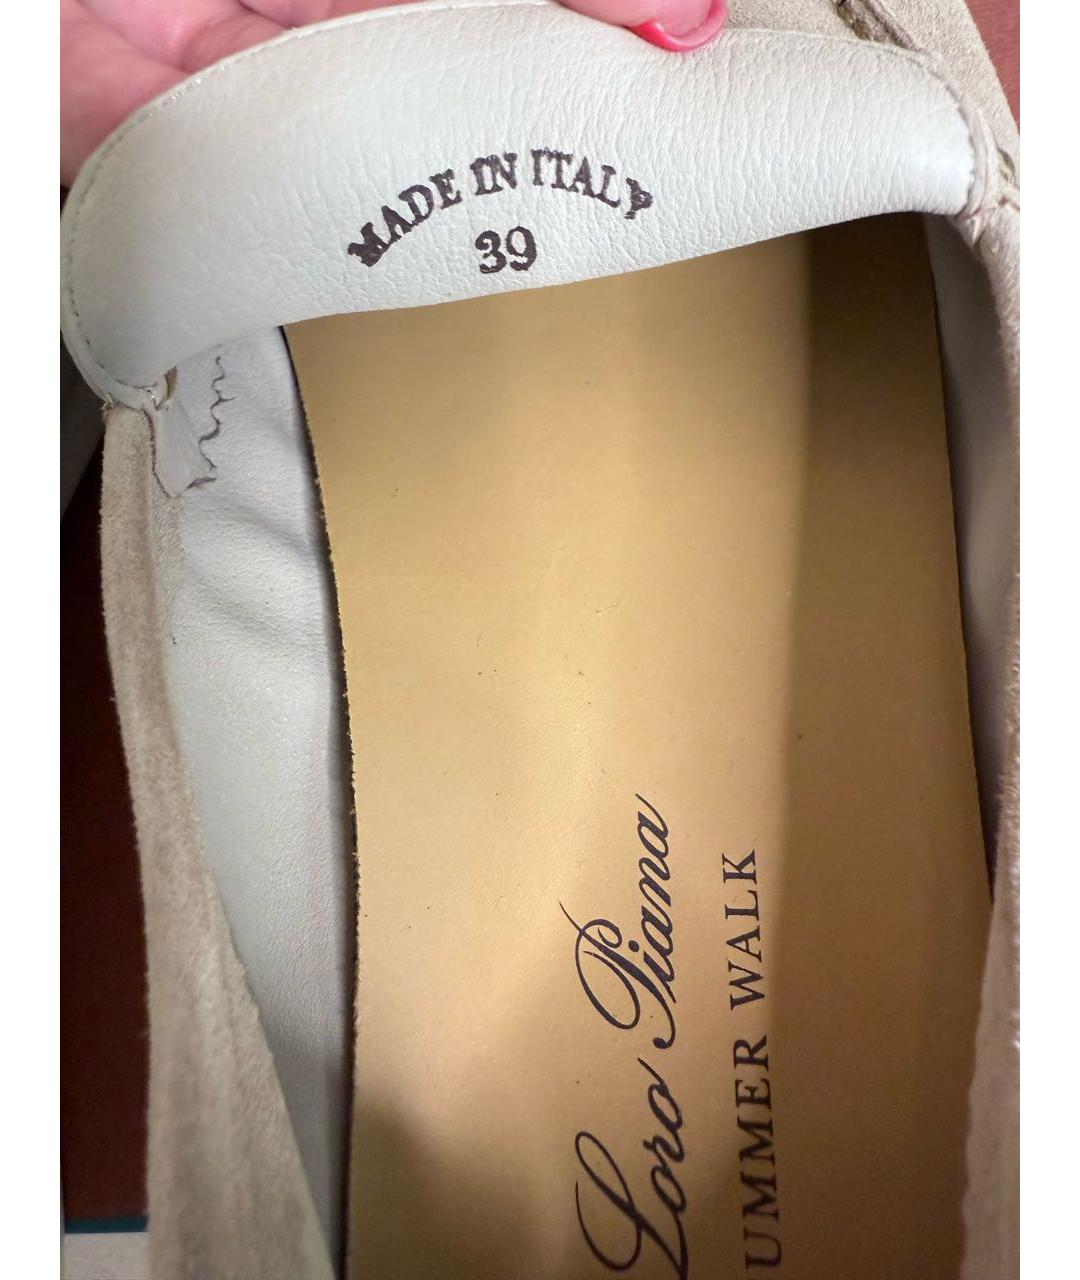 MADE IN ITALY
39
Loro Piana
UMMER WALK